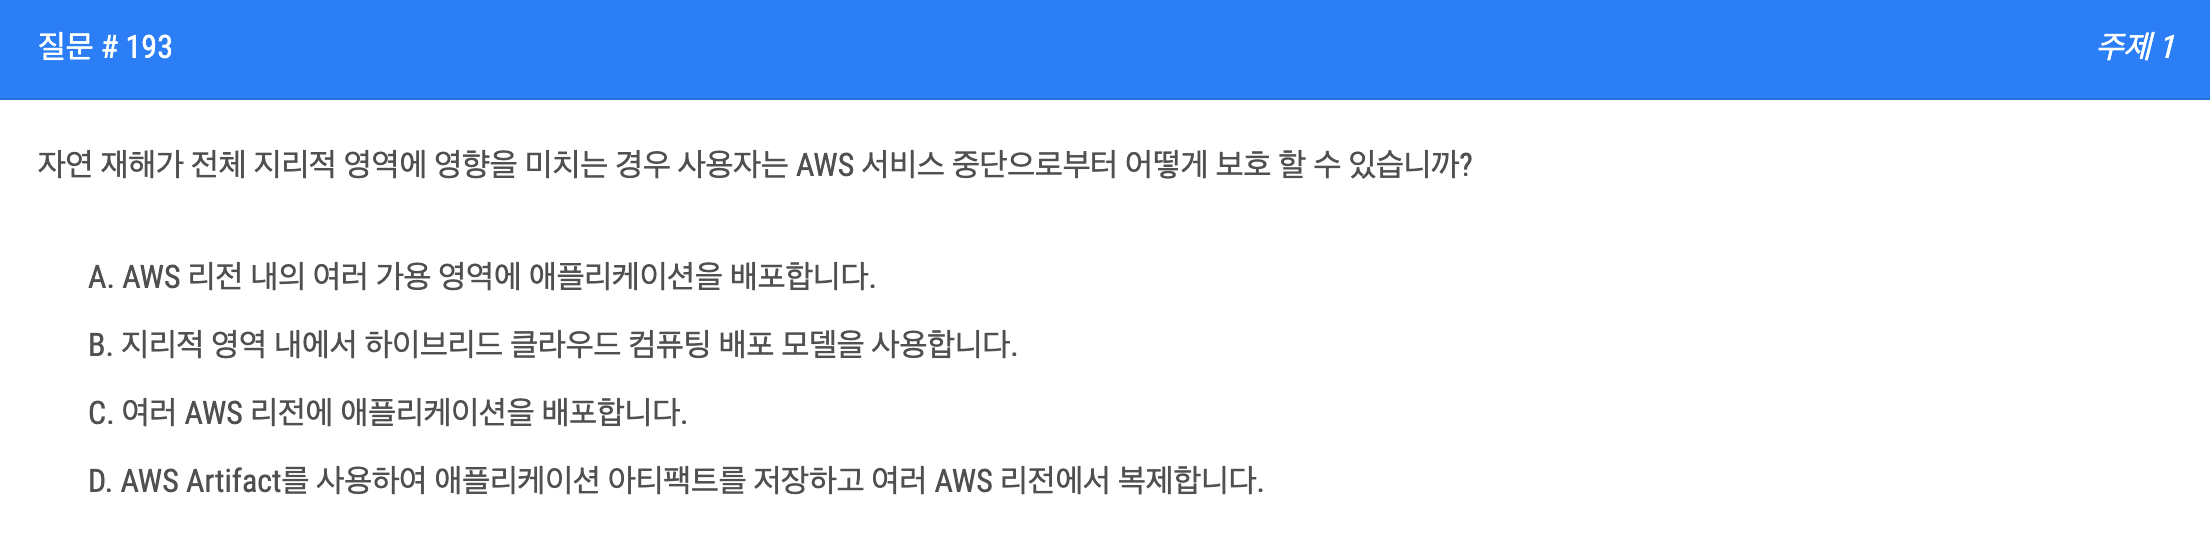 질문 # 193
주제 1
자연 재해가 전체 지리적 영역에 영향을 미치는 경우 사용자는 AWS 서비스 중단으로부터 어떻게 보호 할 수 있습니까?
A. AWS 리전 내의 여러 가용 영역에 애플리케이션을 배포합니다.
B. 지리적 영역 내에서 하이브리드 클라우드 컴퓨팅 배포 모델을 사용합니다.
C. 여러 AWS 리전에 애플리케이션을 배포합니다.
D. AWS Artifact를 사용하여 애플리케이션 아티팩트를 저장하고 여러 AWS 리전에서 복제합니다.